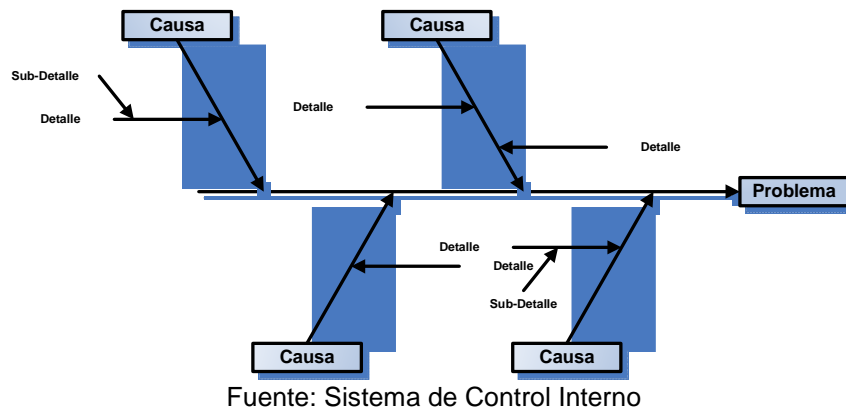 Causa
Causa
Sub-Detalle
Detalle
Detalle
Detalle
Problema
Detalle
Detalle
Sub-Detalle
Causa
Causa
Fuente: Sistema de Control Interno